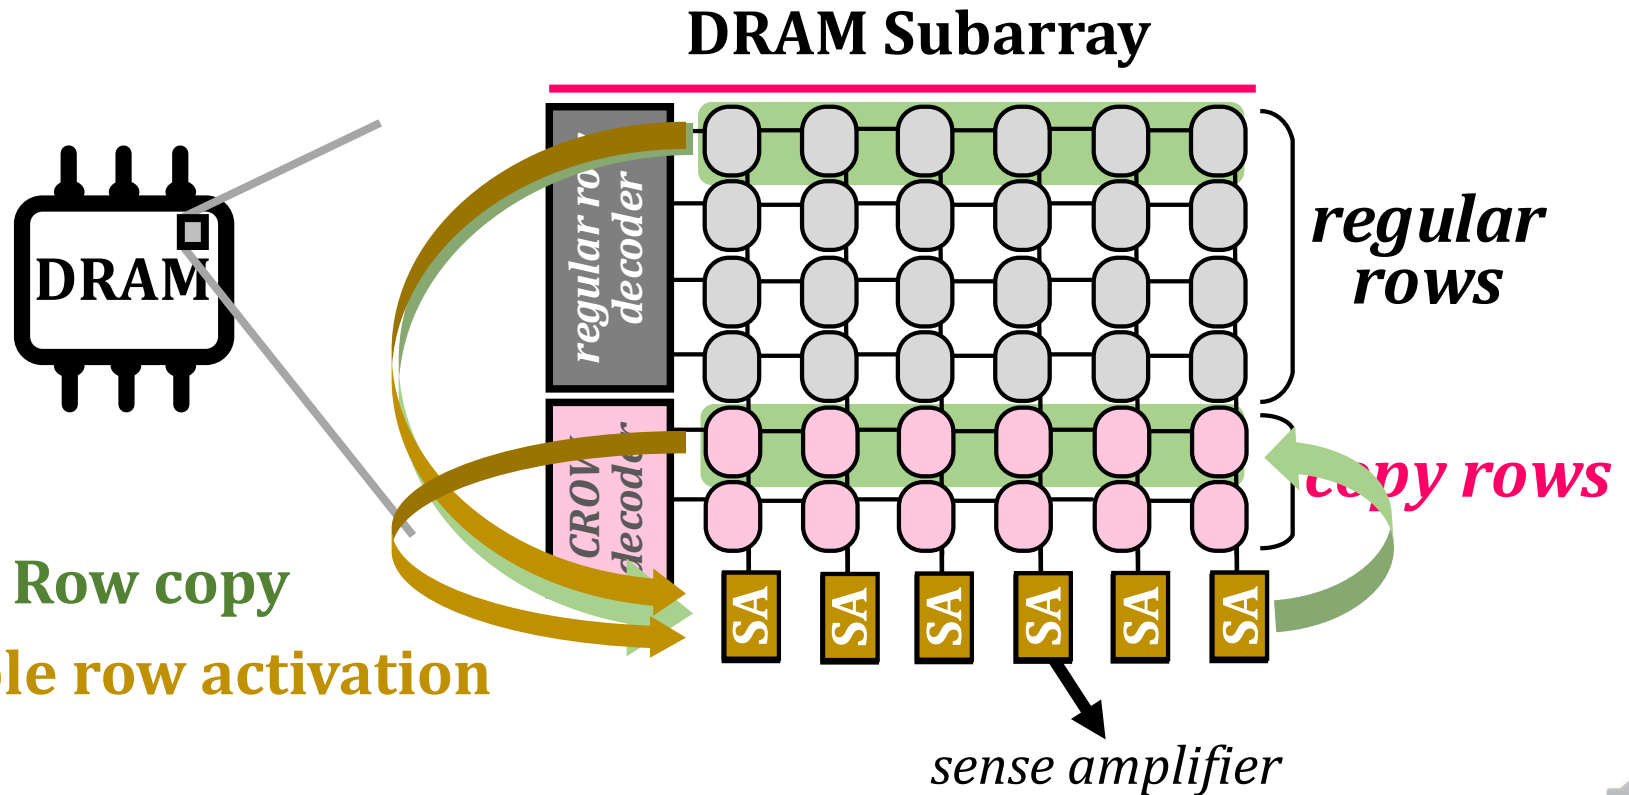 DRAM Subarray
DRAM
regular row
decoder
regular
rows
CROW
decoder
copy rows
Row copy
row activation
SA SA SA SA SA SA
sense amplifier